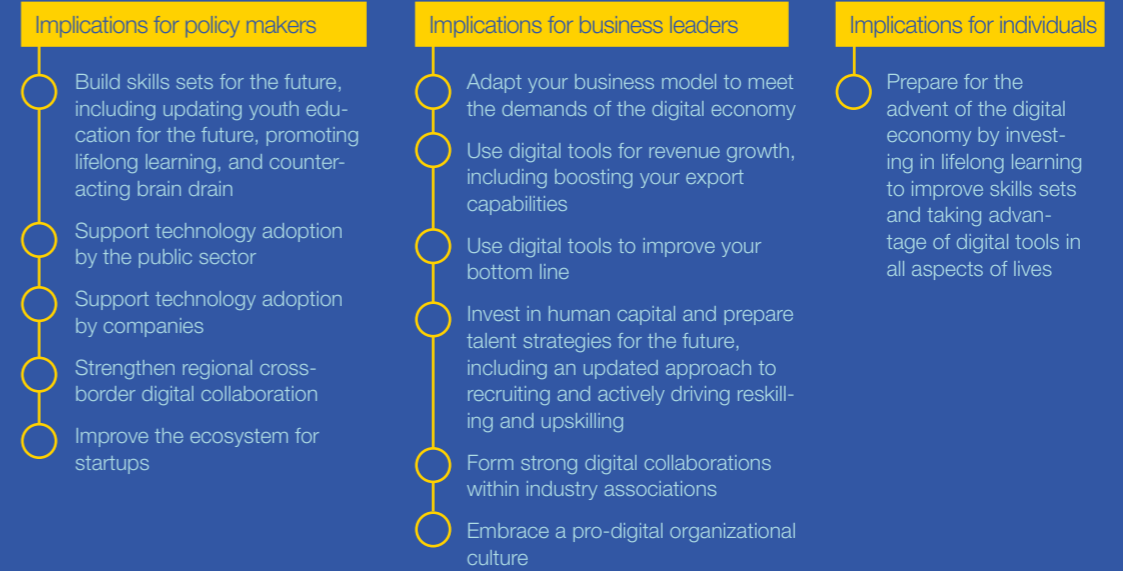 Implications for policy makers
Build skills sets for the future,
including updating youth edu-
cation for the future, promoting
lifelong learning, and counter-
acting brain drain
Support technology adoption
by the public sector
Support technology adoption
by companies
Strengthen regional cross-
border digital collaboration
Improve the ecosystem for
startups
Implications for business leaders
Adapt your business model to meet
the demands of the digital economy
Use digital tools for revenue growth,
including boosting your export
capabilities
Use digital tools to improve your
bottom line
Invest in human capital and prepare
talent strategies for the future,
including an updated approach to
recruiting and actively driving reskill-
ing and upskilling
Form strong digital collaborations
within industry associations
Embrace a pro-digital organizational
culture
Implications for individuals
Prepare for the
advent of the digital
economy by invest-
ing in lifelong learning
to improve skills sets
and taking advan-
tage of digital tools in
all aspects of lives